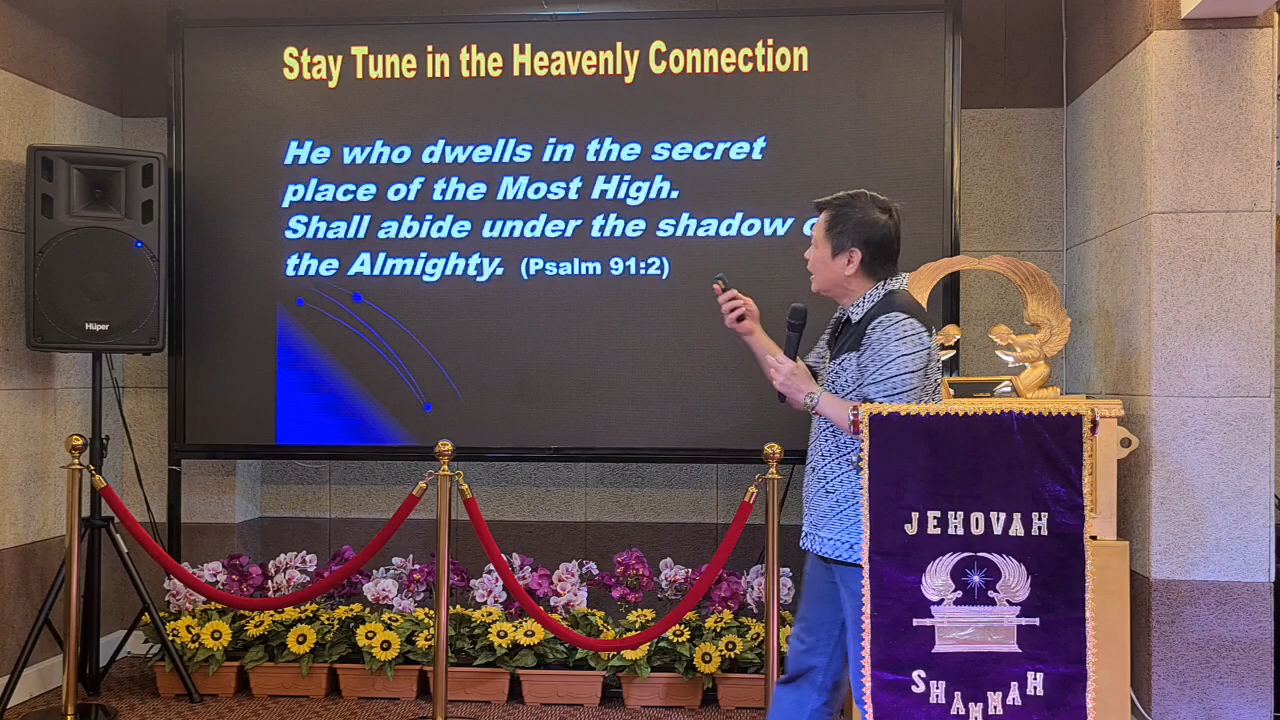 Stay Tune in the Heavenly Connection
He who dwells in the secret
place of the Most High.
Shall abide under the shadow
the Almighty. (Psalm 91:2)
Hüper
JEHOVAH
SHAMMAH